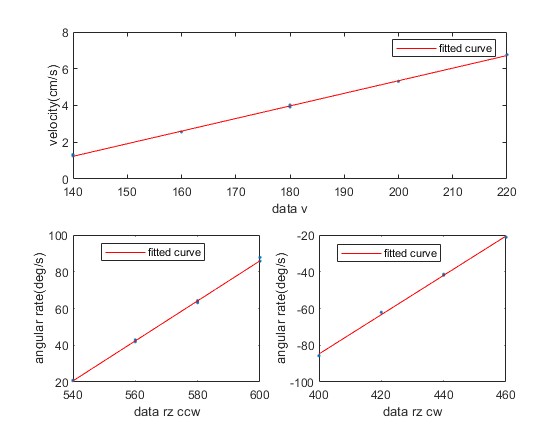 8
6
4
2
0
velocity(cm/s)
fitted curve
140 150 160 170 180 190 200 210 220
data v
100
80
60
40
20
angular rate(deg/s)
fitted curve
540 560 580 600
data rz ccw
-20
-40
-60
-80
-100
angular rate(deg/s)
fitted curve
400 420 440 460
data rz cw